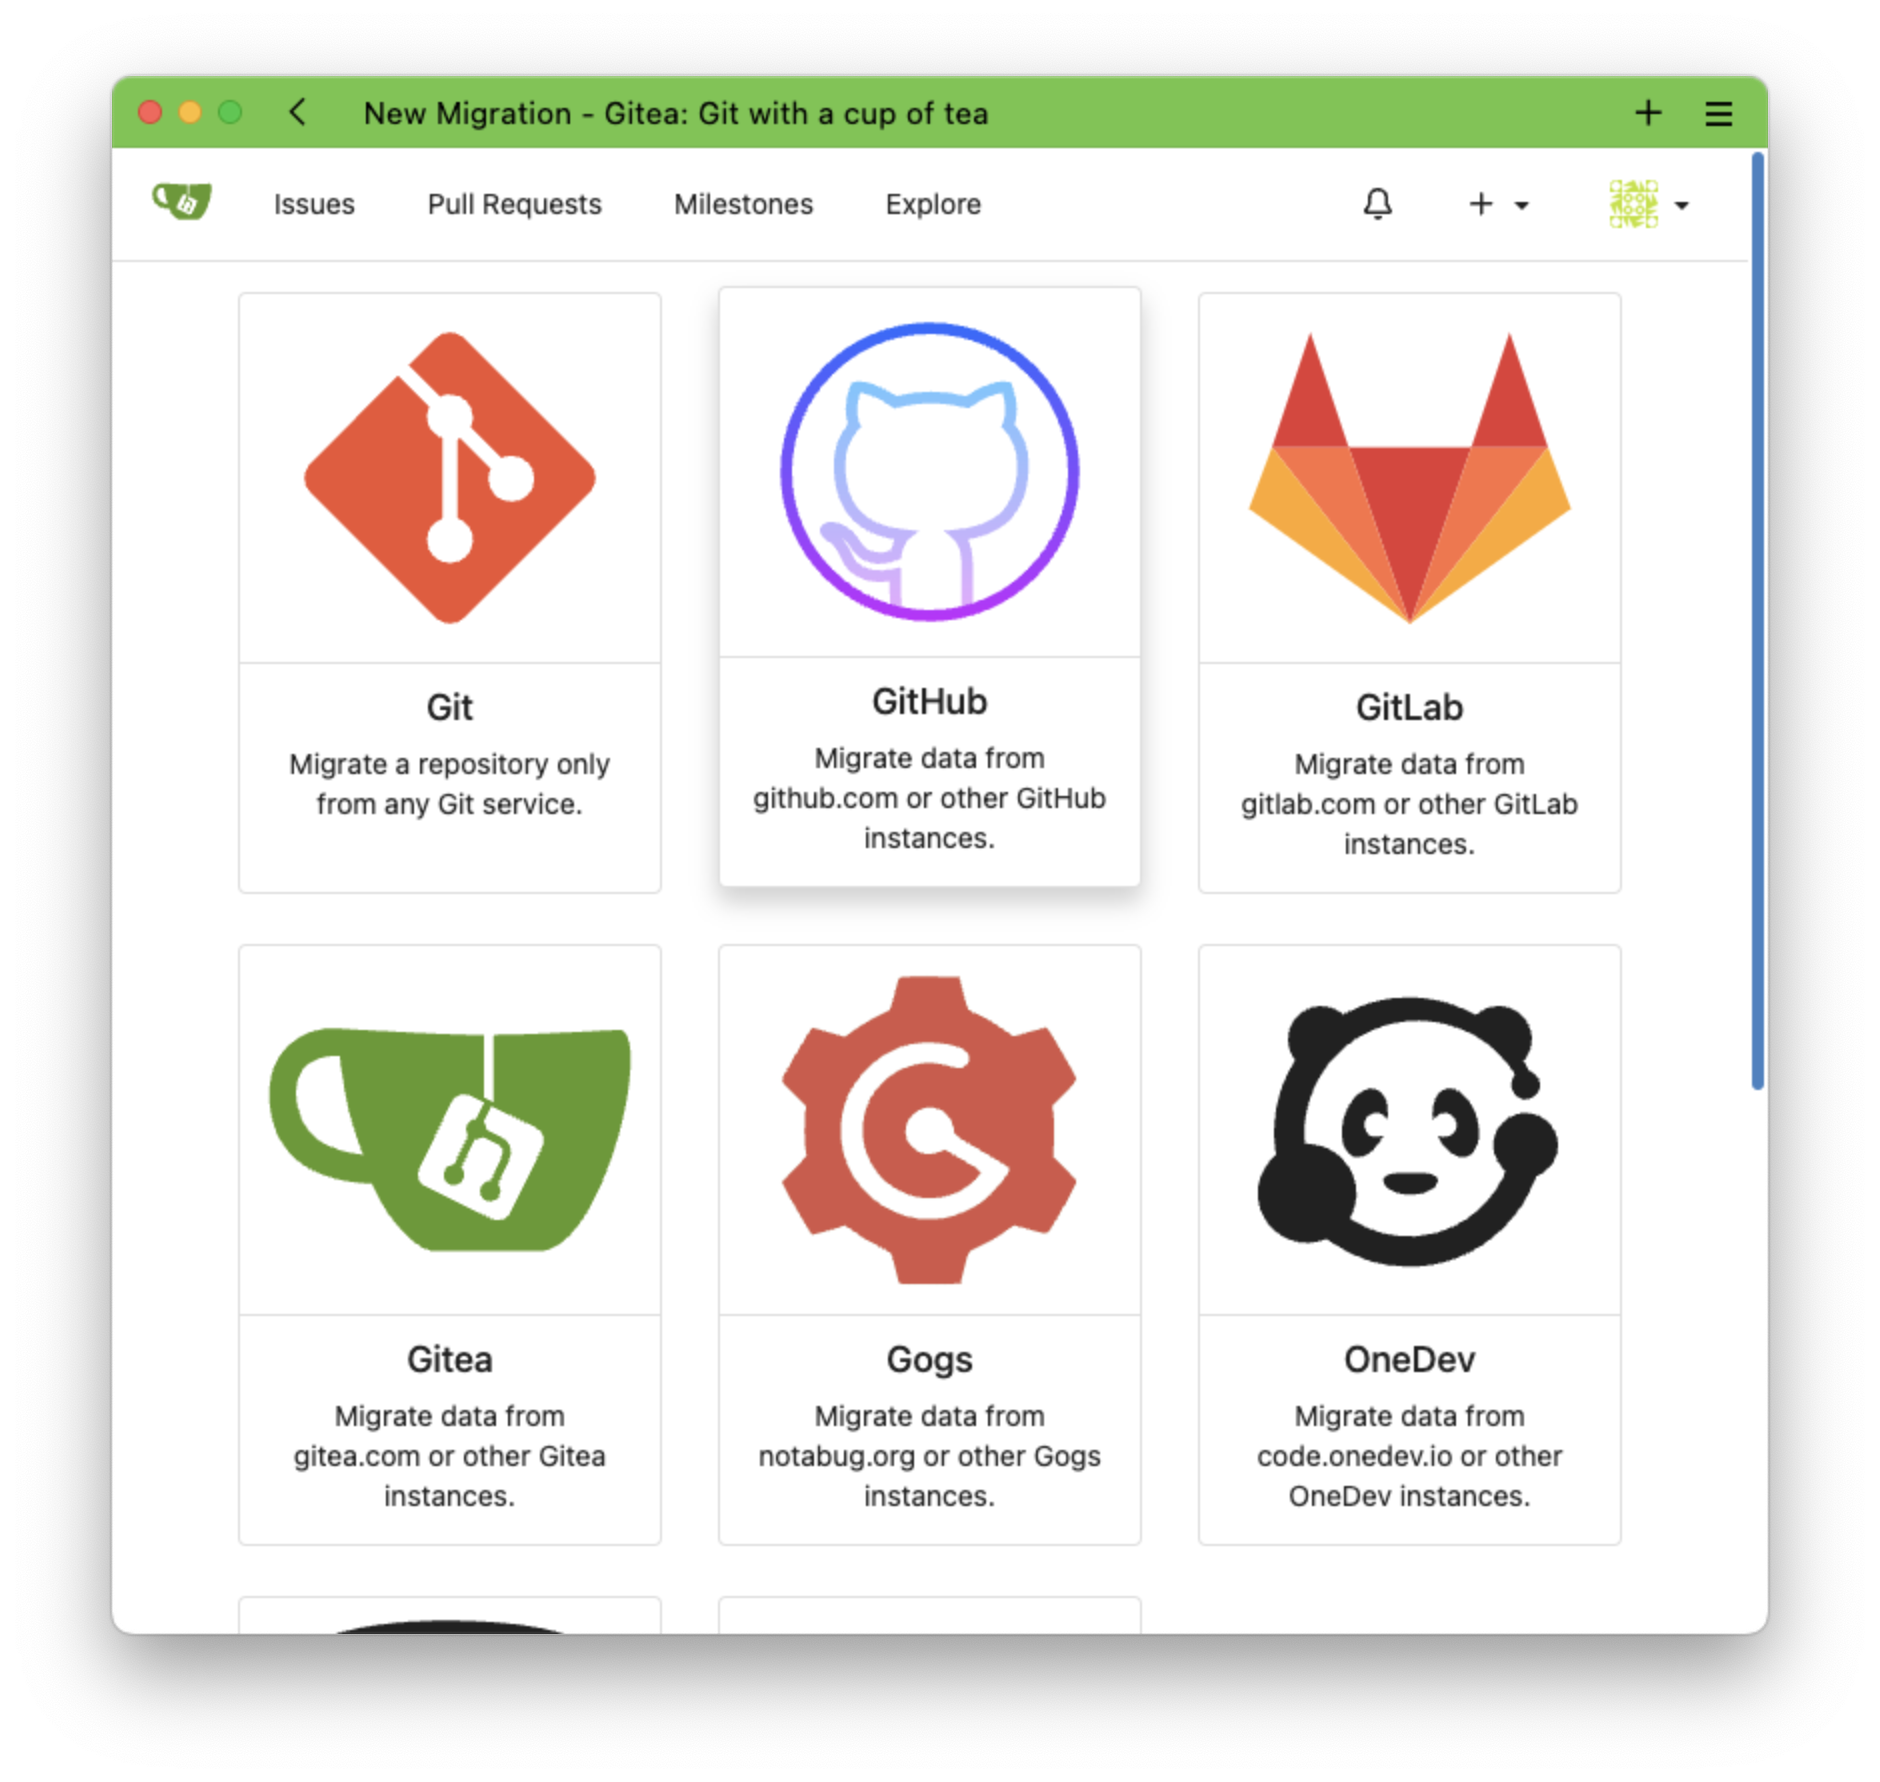 New Migration - Gitea: Git with a cup of tea
Issues
Pull Requests
Milestones
Explore
Git
Migrate a repository only
from any Git service.
GitHub
Migrate data from
github.com or other GitHub
instances.
GitLab
Migrate data from
gitlab.com or other GitLab
instances.
Gitea
Migrate data from
gitea.com or other Gitea
instances.
Gogs
Migrate data from
notabug.org or other Gogs
instances.
OneDev
Migrate data from
code.onedev.io or other
OneDev instances.